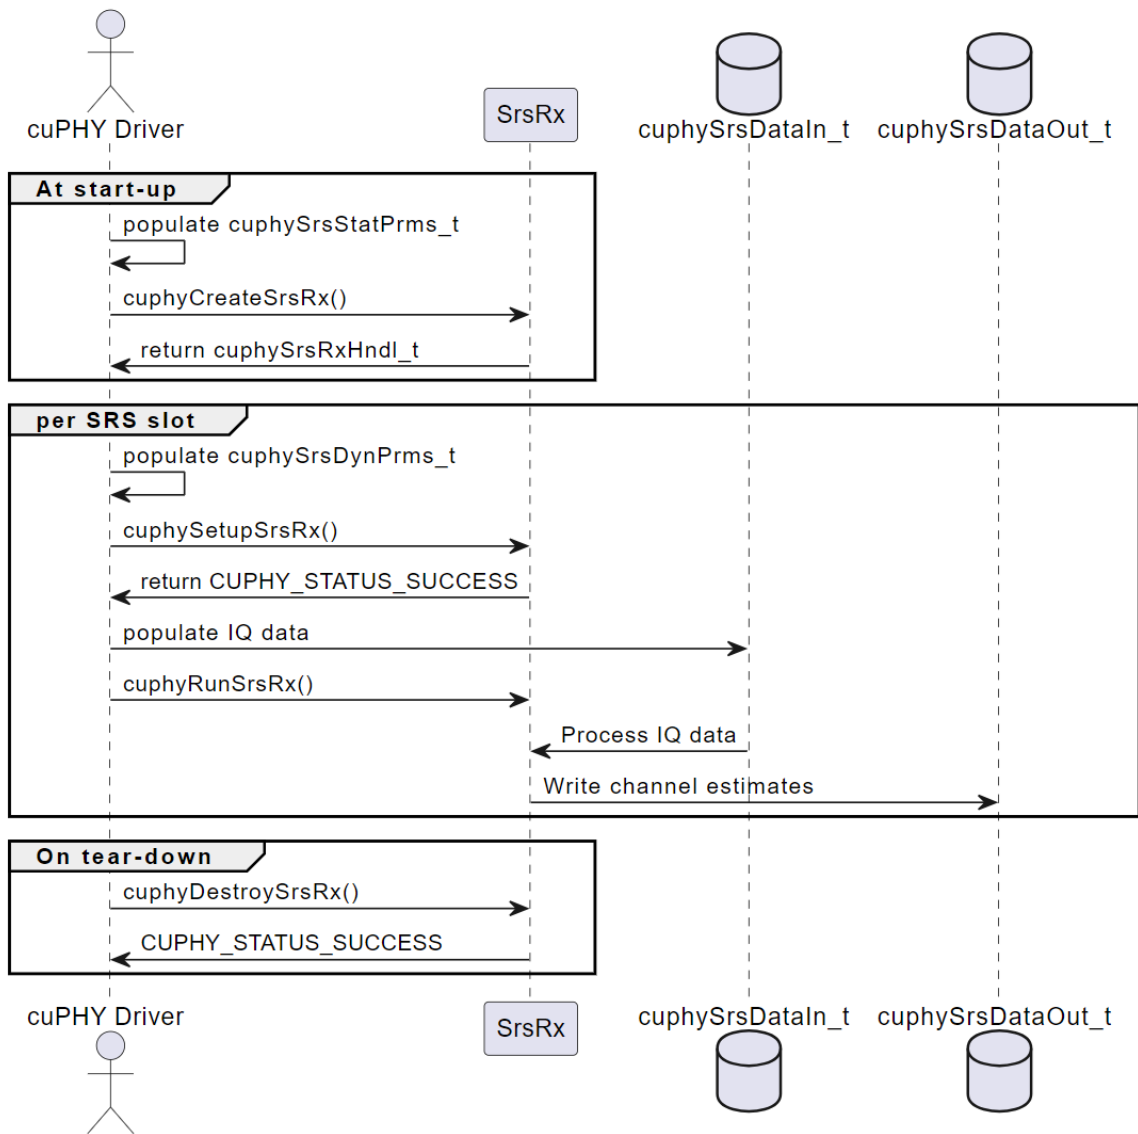 cuPHY Driver
SrsRx
cuphySrsDataIn_t
cuphySrsDataOut_t
At start-up
populate cuphySrsStatPrms_t
cuphyCreateSrsRx()
return cuphySrsRxHndl_t
per SRS slot
populate cuphySrsDynPrms_t
cuphySetupSrsRx()
return CUPHY_STATUS_SUCCESS
populate IQ data
cuphyRunSrsRx()
Process IQ data
Write channel estimates
On tear-down
cuphyDestroySrsRx()
CUPHY_STATUS_SUCCESS
cuPHY Driver
SrsRx
cuphySrsDataIn_t
cuphySrsDataOut_t